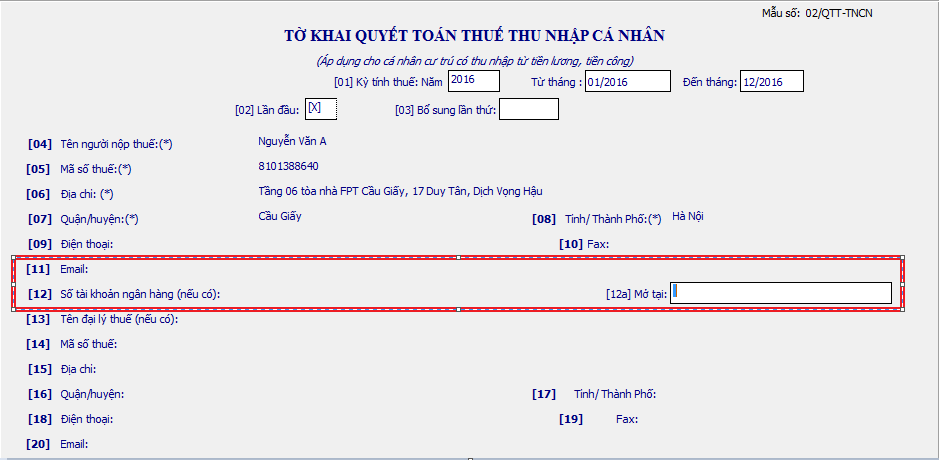 Mẫu số: 02/QTT-TNCN
TỜ KHAI QUYẾT TOÁN THUẾ THU NHẬP CÁ NHÂN
(Áp dụng cho cá nhân cư trú có thu nhập từ tiền lương, tiền công)
[01] Kỳ tính thuế: Năm 2016 Từ tháng : 01/2016 Đến tháng: 12/2016
[02] Lần đầu: [X] [03] Bổ sung lần thứ:
[04] Tên người nộp thuế:(*) Nguyễn Văn A
[05] Mã số thuế:(*) 8101388640
[06] Địa chỉ: (*) Tầng 06 tòa nhà FPT Cầu Giấy, 17 Duy Tân, Dịch Vọng Hậu
[07] Quận/huyện:(*) Cầu Giấy [08] Tỉnh/ Thành Phố:(*) Hà Nội
[09] Điện thoại: [10] Fax:
[11] Email:
[12] Số tài khoản ngân hàng (nếu có): [12a] Mở tại:
[13] Tên đại lý thuế (nếu có):
[14] Mã số thuế:
[15] Địa chỉ:
[16] Quận/huyện: [17] Tỉnh/ Thành Phố:
[18] Điện thoại: [19] Fax:
[20] Email: